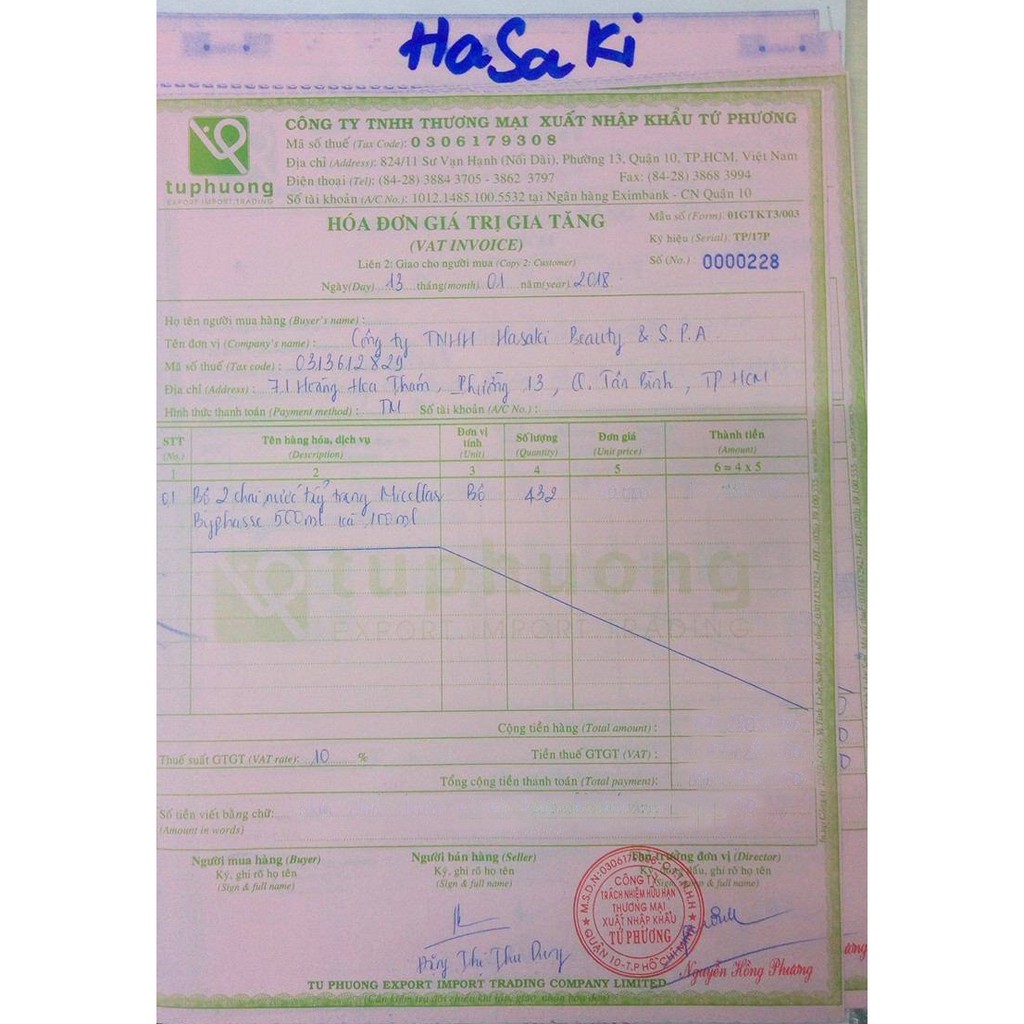 HaSaKi
CÔNG TY TNHH THƯƠNG MẠI XUẤT NHẬP KHẨU TỨ PHƯƠNG
Mã số thuế (Tax Code): 0306179308
Địa chỉ (Address): 824/11 Sư Vạn Hạnh (Nối Dài), Phường 13, Quận 10, TP.HCM, Việt Nam
Điện thoại (Tel): (84-28) 3884 3705 - 3862 3797 Fax: (84-28) 3868 3994
Số tài khoản (A/C No.): 1012.1485.100.5532 tại Ngân hàng Eximbank - CN Quận 10
tuphuong
EXPORT.IMPORT.TRADING
HÓA ĐƠN GIÁ TRỊ GIA TĂNG
(VAT INVOICE)
Liên 2: Giao cho người mua (Copy 2: Customer)
Ngày(Day) 13 tháng(month) 01 năm(year) 2018
Mẫu số (Form): 01GTKT3/003
Ký hiệu (Serial): TP/17P
Số (No.) : 0000228
Họ tên người mua hàng (Buyer's name) :
Tên đơn vị (Company's name) : Công ty TNHH Hasaki Beauty & S.P.A
Mã số thuế (Tax code) : 0313612829
Địa chỉ (Address) : 71 Hoàng Hoa Thám, Phường 13, Q. Tân Bình, TP HCM
Hình thức thanh toán (Payment method) : TM Số tài khoản (A/C No.) :
STT (No.) Tên hàng hóa, dịch vụ (Description) Đơn vị tính (Unit) Số lượng (Quantity) Đơn giá (Unit price) Thành tiền (Amount)
1 2 3 4 5 6 = 4 x 5
01 Bộ 2 chai nước tẩy trang Micellar Bộ 432
Byphasse 500ml và 100ml
tuphuong
EXPORT.IMPORT.TRADING
Cộng tiền hàng (Total amount) :
Thuế suất GTGT (VAT rate): 10 % Tiền thuế GTGT (VAT) :
Tổng cộng tiền thanh toán (Total payment):
Số tiền viết bằng chữ:
(Amount in words)
Người mua hàng (Buyer) Người bán hàng (Seller) Thủ trưởng đơn vị (Director)
Ký, ghi rõ họ tên Ký, ghi rõ họ tên dấu, ghi rõ họ tên
(Sign & full name) (Sign & full name) & full name)
CÔNG TY
TRÁCH NHIỆM HỮU HẠN
THƯƠNG MẠI
XUẤT NHẬP KHẨU
TỨ PHƯƠNG
QUẬN 10-T.P HỒ CHÍ MINH
Đặng Thị Thu Dung
Nguyễn Hồng Phương
TU PHUONG EXPORT IMPORT TRADING COMPANY LIMITED